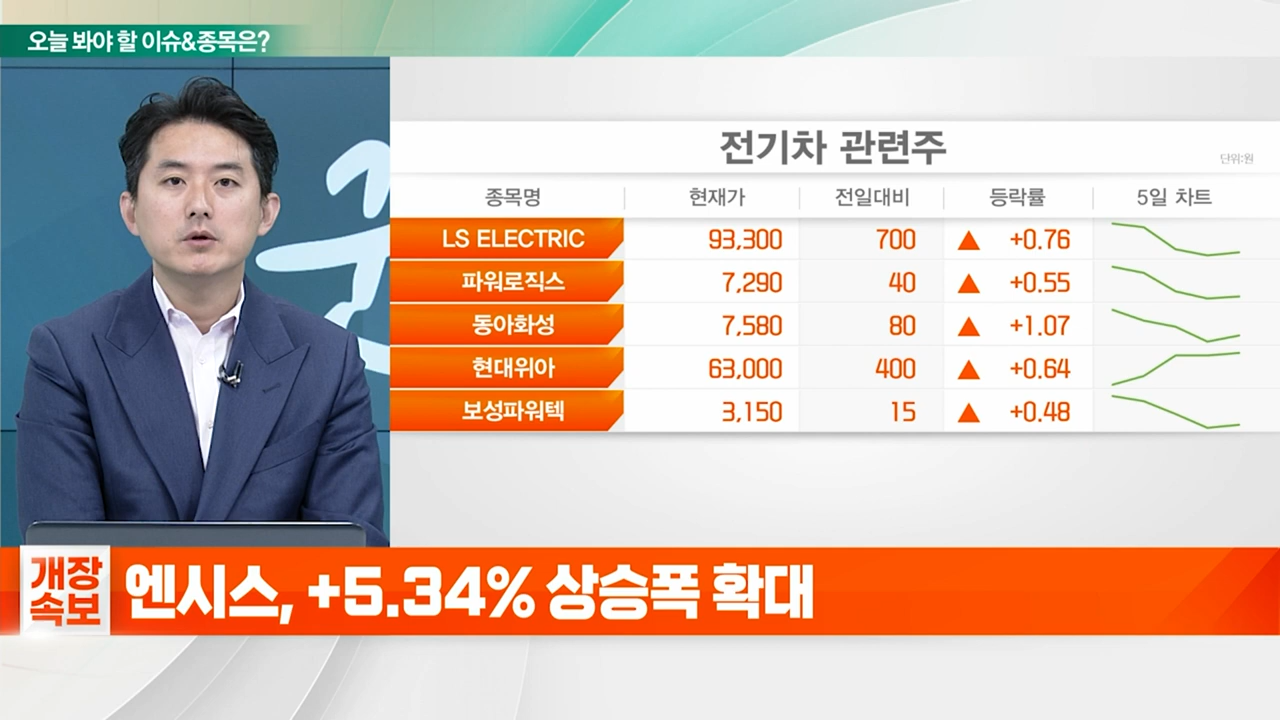 오늘 봐야 할 이슈&종목은?
전기차 관련주
단위:원
종목명 현재가 전일대비 등락률 5일 차트
LS ELECTRIC 93,300 700 ▲ +0.76
파워로직스 7,290 40 ▲ +0.55
동아화성 7,580 80 ▲ +1.07
현대위아 63,000 400 ▲ +0.64
보성파워텍 3,150 15 ▲ +0.48
개장
속보
엔시스, +5.34% 상승폭 확대